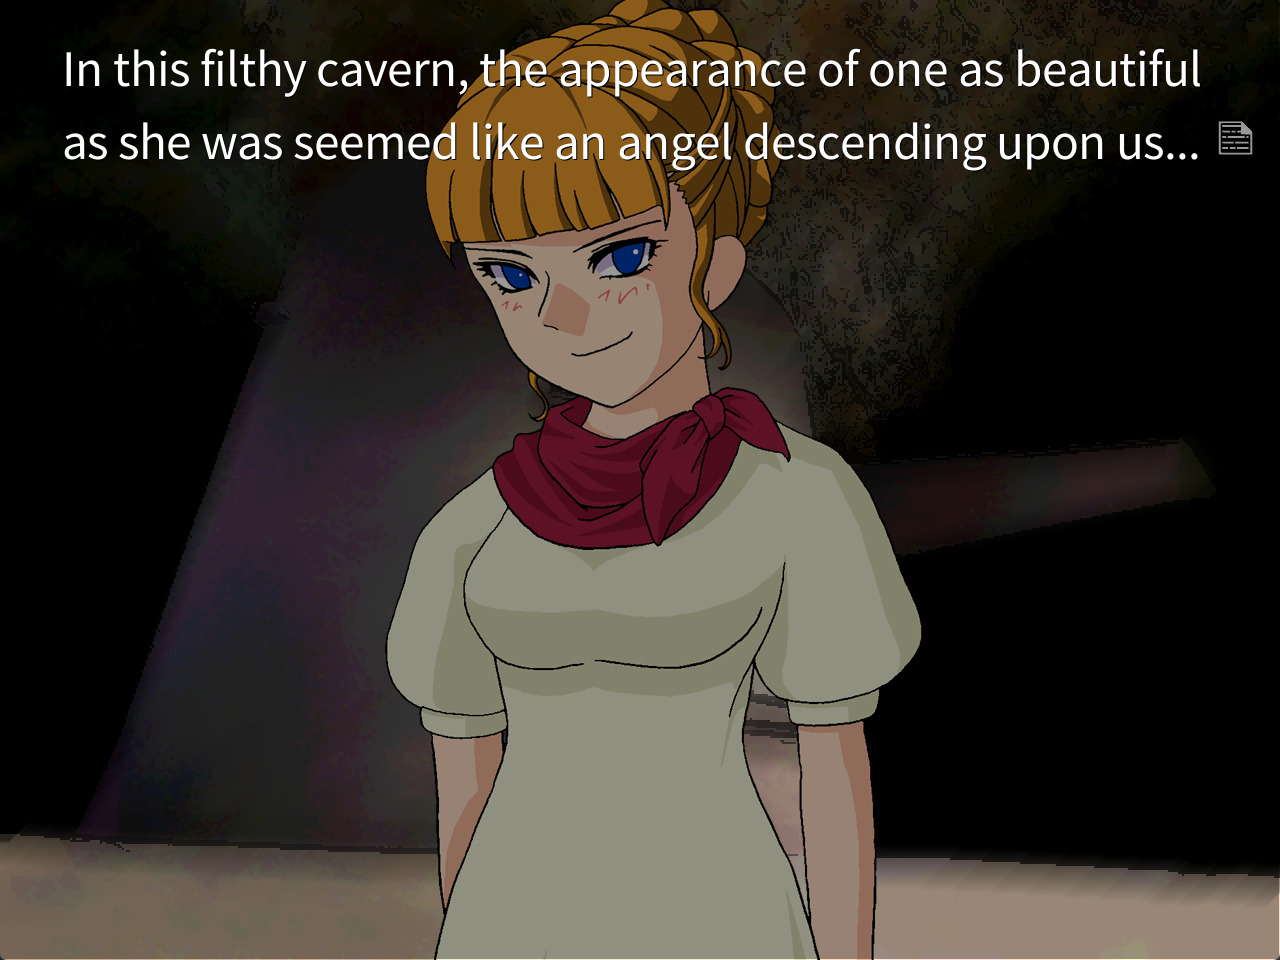 In this filthy cavern, the appearance of one as beautiful
as she was seemed like an angel descending upon us...